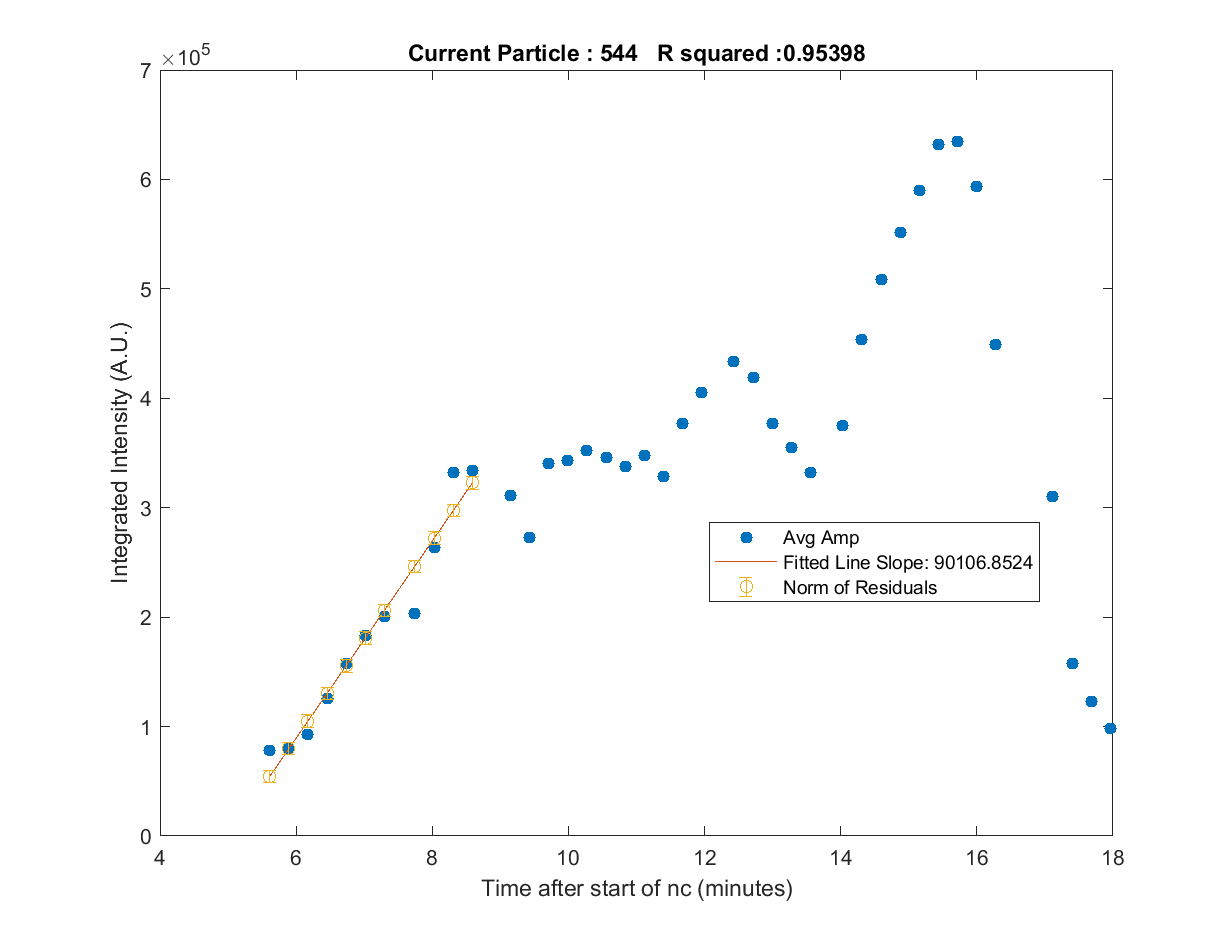 Current Particle : 544   R squared :0.95398
×10^5
7
6
5
4
3
2
1
0
Integrated Intensity (A.U.)
Avg Amp
Fitted Line Slope: 90106.8524
Norm of Residuals
4 6 8 10 12 14 16 18
Time after start of nc (minutes)